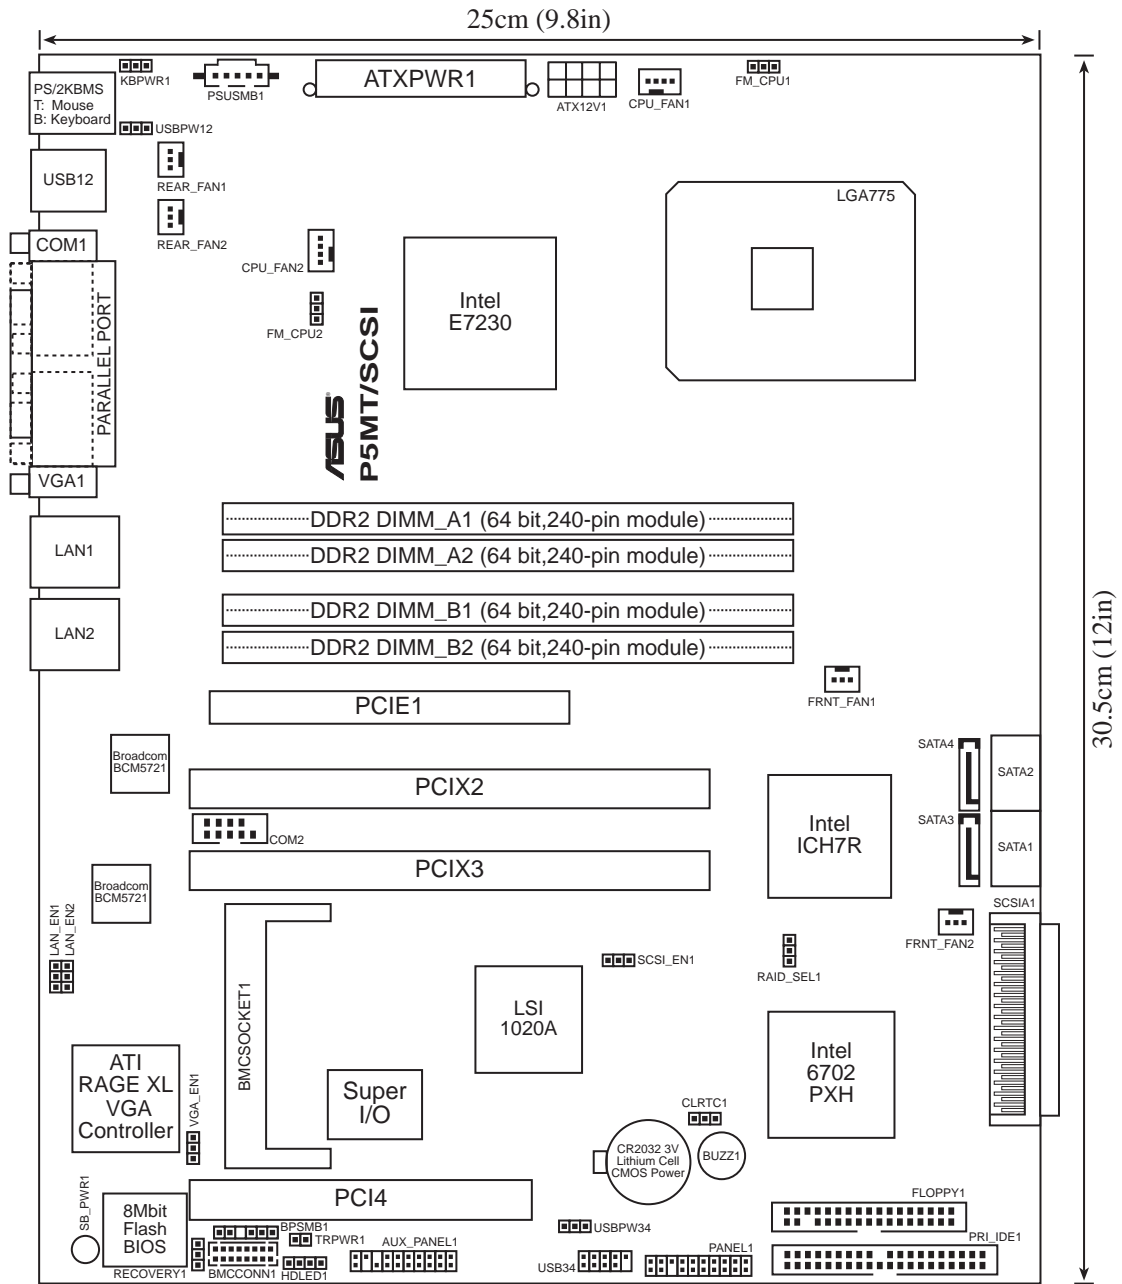 25cm (9.8in)
KBPWR1
PS/2KBMS
T: Mouse
B: Keyboard
PSUSMB1
ATXPWR1
ATX12V1
CPU_FAN1
FM_CPU1
USBPW12
USB12
REAR_FAN1
REAR_FAN2
LGA775
COM1
CPU_FAN2
FM_CPU2
Intel
E7230
PARALLEL PORT
ASUS
P5MT/SCSI
VGA1
LAN1
LAN2
DDR2 DIMM_A1 (64 bit,240-pin module)
DDR2 DIMM_A2 (64 bit,240-pin module)
DDR2 DIMM_B1 (64 bit,240-pin module)
DDR2 DIMM_B2 (64 bit,240-pin module)
30.5cm (12in)
FRNT_FAN1
PCIE1
Broadcom
BCM5721
PCIX2
COM2
PCIX3
Intel
ICH7R
SATA4
SATA2
SATA3
SATA1
Broadcom
BCM5721
LAN_EN1
LAN_EN2
SCSIA1
FRNT_FAN2
SCSI_EN1
RAID_SEL1
BMCSOCKET1
LSI
1020A
Intel
6702
PXH
ATI
RAGE XL
VGA
Controller
VGA_EN1
Super
I/O
CLRTC1
CR2032 3V
Lithium Cell
CMOS Power
BUZZ1
PCI4
FLOPPY1
SB_PWR1
8Mbit
Flash
BIOS
BPSMB1
TRPWR1
AUX_PANEL1
USBPW34
PRI_IDE1
RECOVERY1
BMCCONN1
HDLED1
USB34
PANEL1